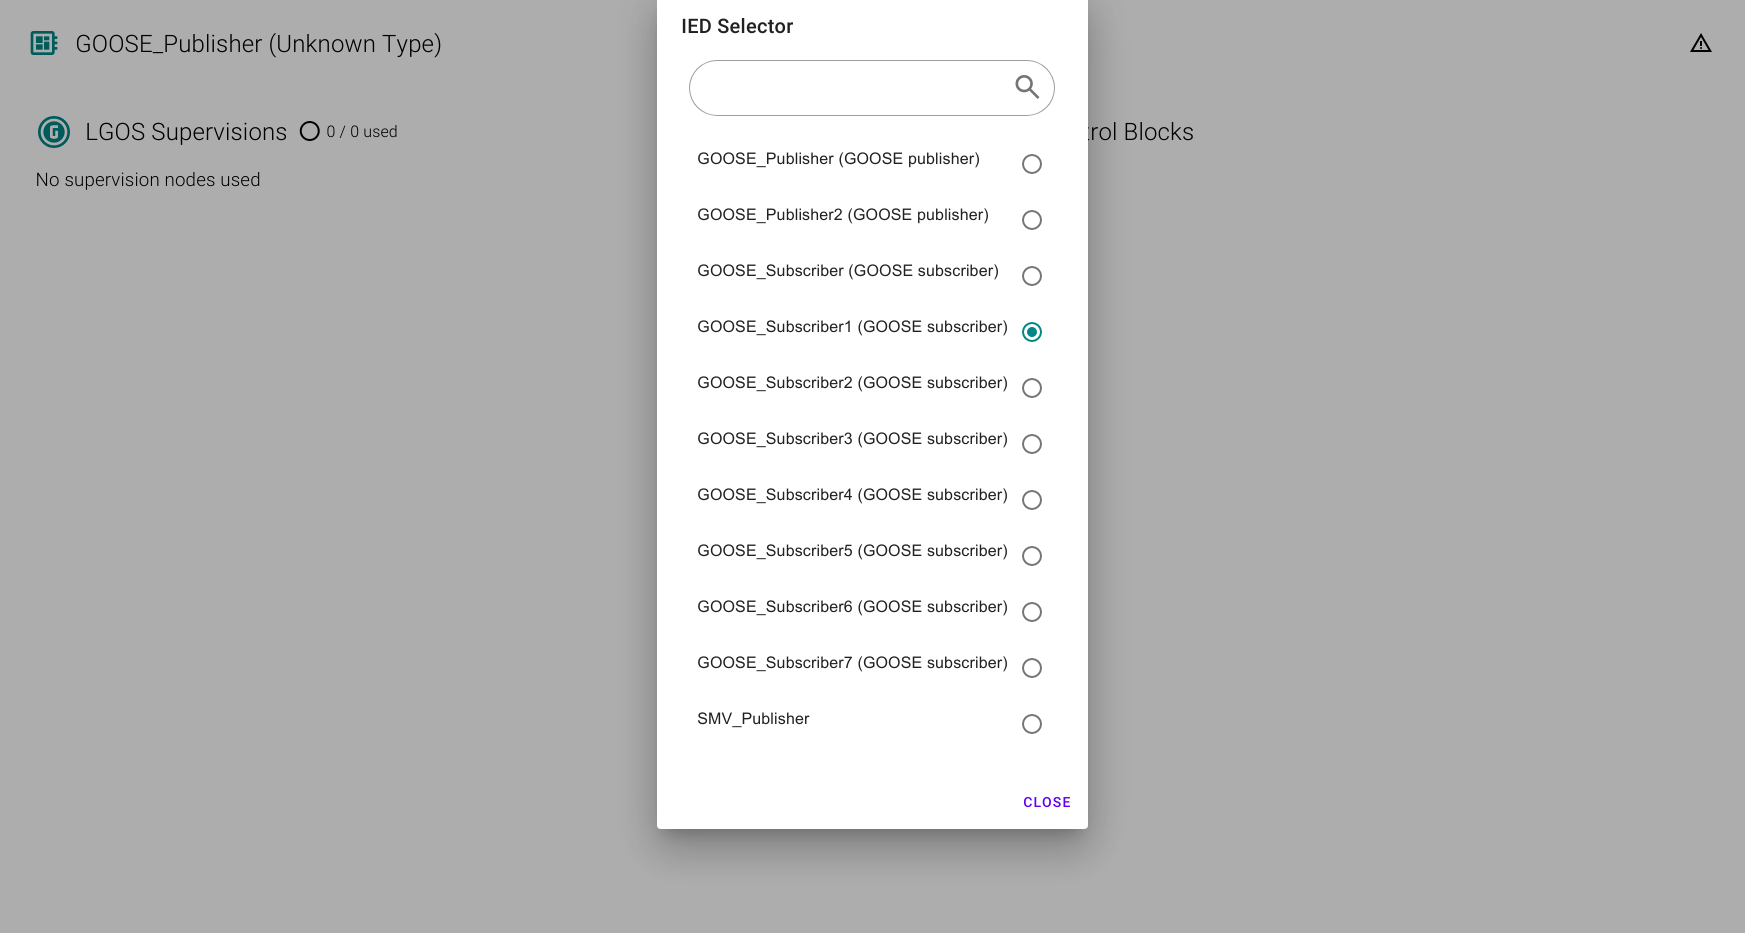 IED Selector
GOOSE_Publisher (Unknown Type)
LGOS Supervisions 0 / 0 used
Blocks
No supervision nodes used
GOOSE_Publisher (GOOSE publisher)
GOOSE_Publisher2 (GOOSE publisher)
GOOSE_Subscriber (GOOSE subscriber)
GOOSE_Subscriber1 (GOOSE subscriber)
GOOSE_Subscriber2 (GOOSE subscriber)
GOOSE_Subscriber3 (GOOSE subscriber)
GOOSE_Subscriber4 (GOOSE subscriber)
GOOSE_Subscriber5 (GOOSE subscriber)
GOOSE_Subscriber6 (GOOSE subscriber)
GOOSE_Subscriber7 (GOOSE subscriber)
SMV_Publisher
CLOSE